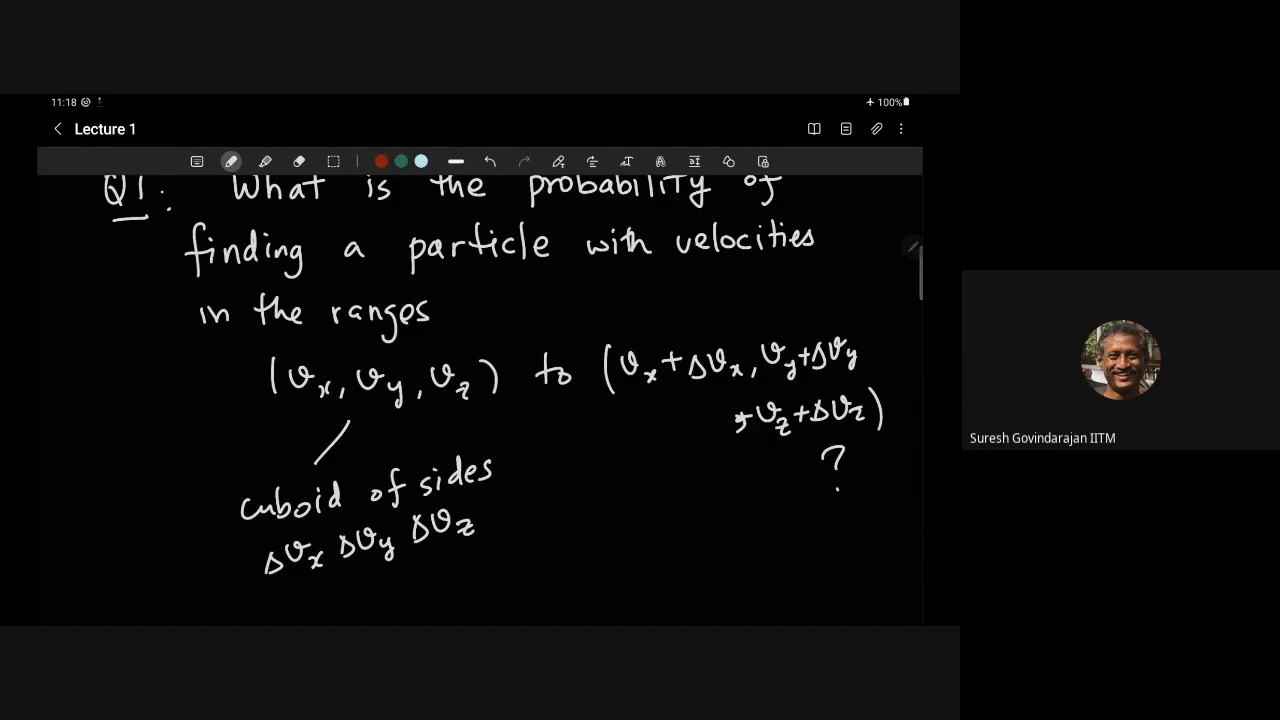 11:18
100%
Lecture 1
Q1: What is the probability of
finding a particle with velocities
in the ranges
(vx, vy, vz) to (vx+Δvx, vy+Δvy
, vz+Δvz)
?
cuboid of sides
Δvx Δvy Δvz
Suresh Govindarajan IITM